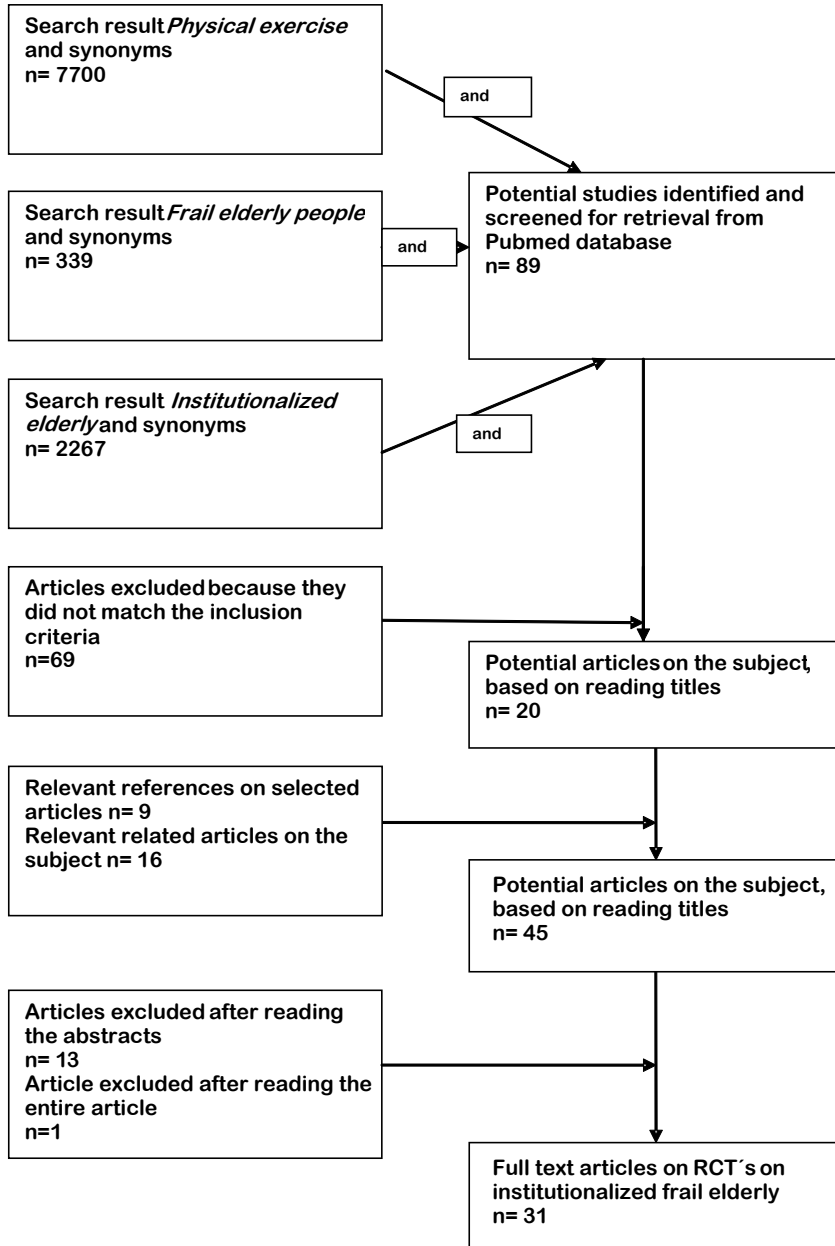 Search result Physical exercise
and synonyms
n= 7700
and
Search result Frail elderly people
and synonyms
n= 339
and
Potential studies identified and
screened for retrieval from
Pubmed database
n= 89
Search result Institutionalized
elderly and synonyms
n= 2267
and
Articles excluded because they
did not match the inclusion
criteria
n=69
Potential articles on the subject,
based on reading titles
n= 20
Relevant references on selected
articles n= 9
Relevant related articles on the
subject n= 16
Potential articles on the subject,
based on reading titles
n= 45
Articles excluded after reading
the abstracts
n= 13
Article excluded after reading the
entire article
n=1
Full text articles on RCT´s on
institutionalized frail elderly
n= 31